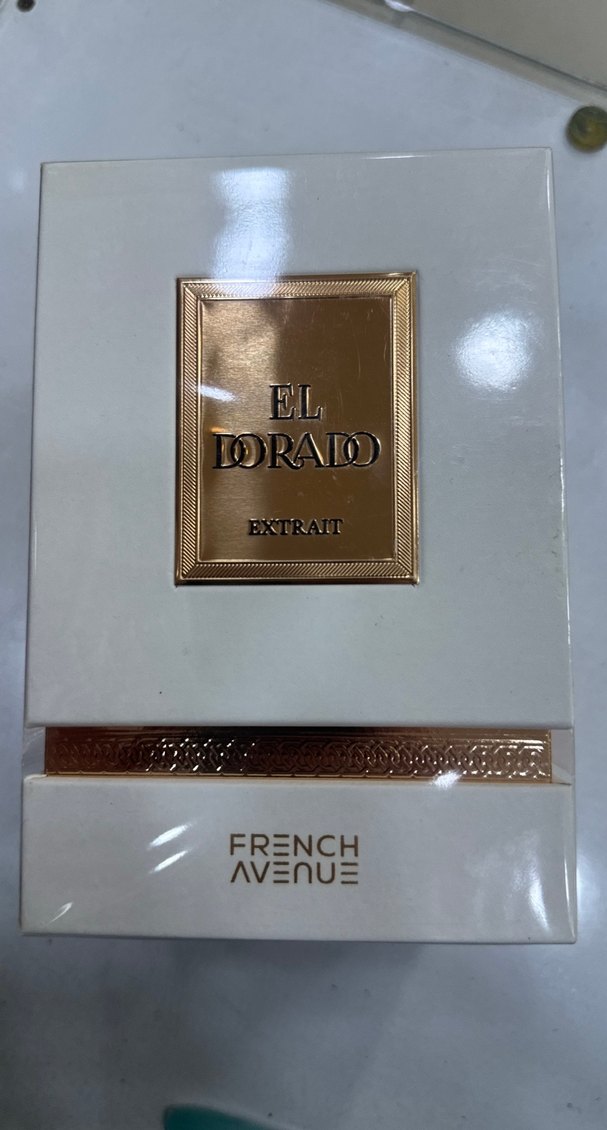 EL
DORADO
EXTRAIT
FRENCH
AVENUE